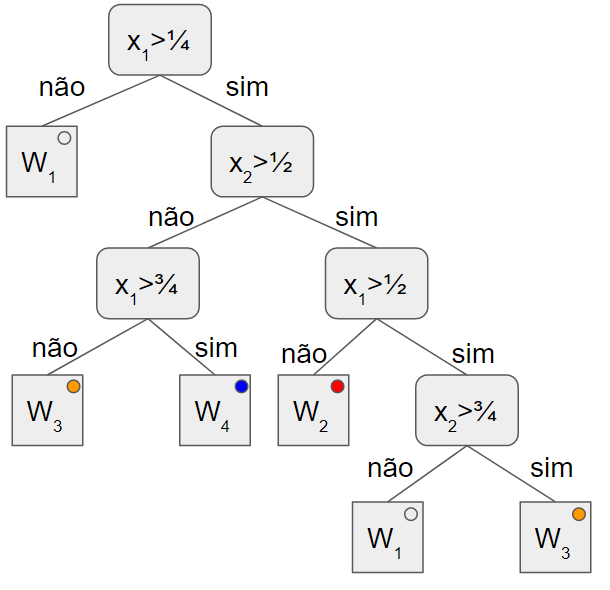 x₁>¼
não
sim
W₁
x₂>½
não
sim
x₁>¾
x₁>½
não
sim
não
sim
W₃
W₄
W₂
x₂>¾
não
sim
W₁
W₃